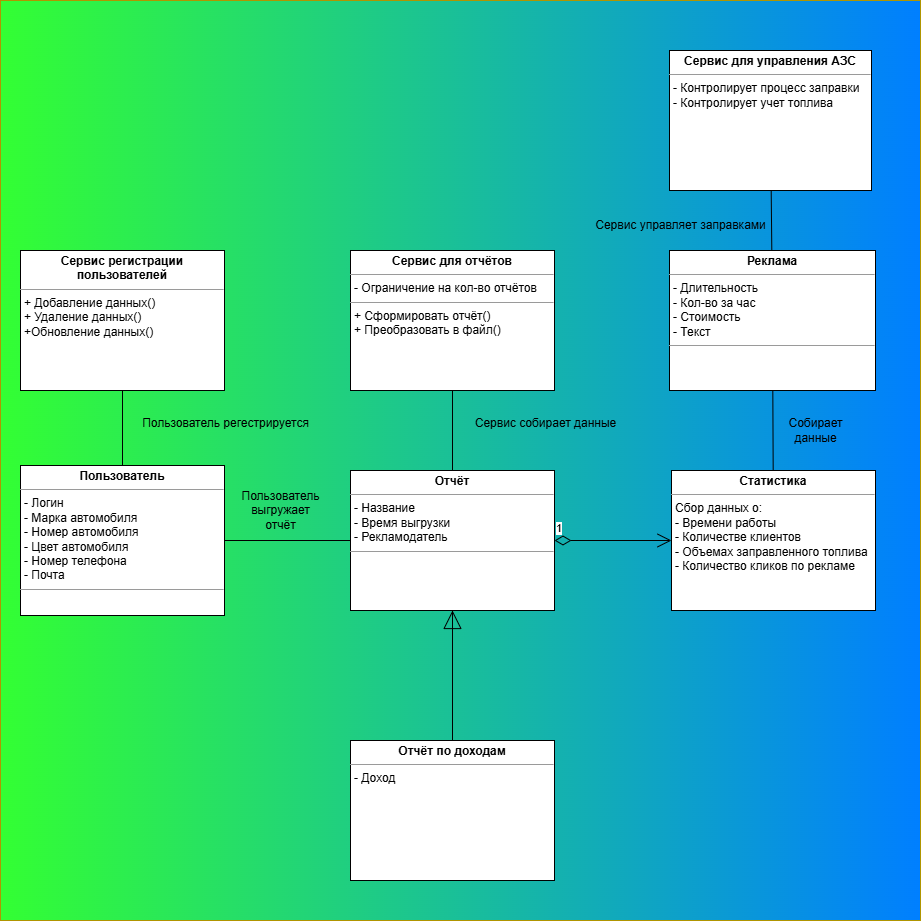 Сервис для управления АЗС
- Контролирует процесс заправки
- Контролирует учет топлива
Сервис управляет заправками
Сервис регистрации
пользователей
+ Добавление данных()
+ Удаление данных()
+Обновление данных()
Сервис для отчётов
- Ограничение на кол-во отчётов
+ Сформировать отчёт()
+ Преобразовать в файл()
Реклама
- Длительность
- Кол-во за час
- Стоимость
- Текст
Пользователь регестрируется
Сервис собирает данные
Собирает
данные
Пользователь
- Логин
- Марка автомобиля
- Номер автомобиля
- Цвет автомобиля
- Номер телефона
- Почта
Пользователь
выгружает
отчёт
Отчёт
- Название
- Время выгрузки
- Рекламодатель
1
Статистика
Сбор данных о:
- Времени работы
- Количестве клиентов
- Объемах заправленного топлива
- Количество кликов по рекламе
Отчёт по доходам
- Доход